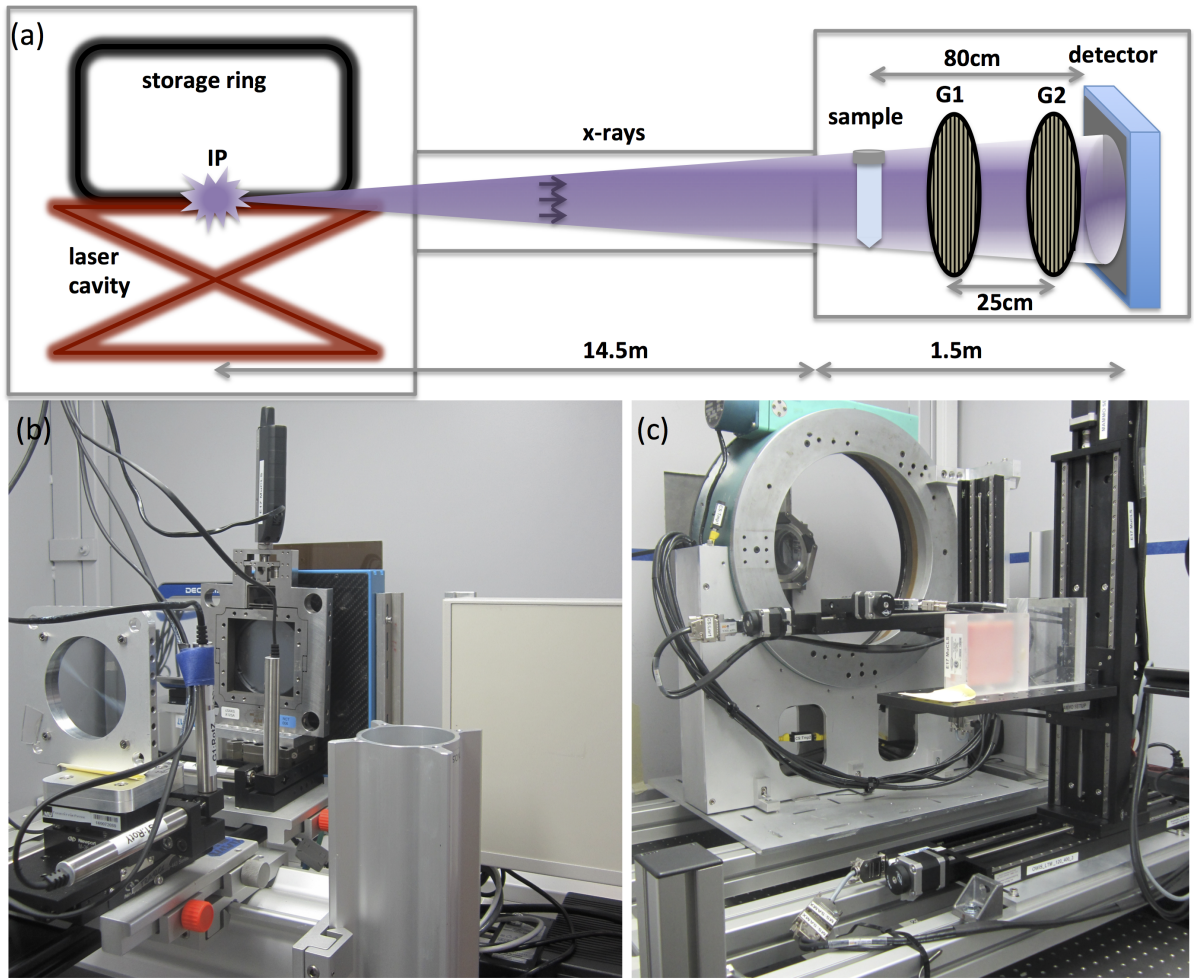 (a)
storage ring
IP
laser
cavity
x-rays
80cm
detector
G1
G2
sample
25cm
14.5m
1.5m
(b)
(c)